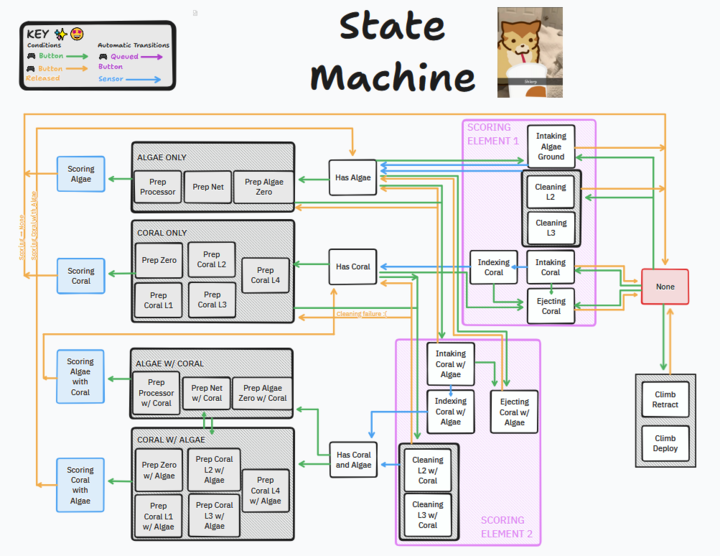 State
Machine
KEY
Conditions
Automatic Transitions
Button
Queued
Button
Button
Released
Sensor
SCORING
ELEMENT 1
Intaking
Algae
Ground
ALGAE ONLY
Scoring
Algae
Prep
Processor
Prep Net
Prep Algae
Zero
Has Algae
Cleaning
L2
Cleaning
L3
CORAL ONLY
Prep Zero
Prep
Coral L2
Prep
Coral L4
Prep
Coral L1
Prep
Coral L3
Scoring
Coral
Has Coral
Indexing
Coral
Intaking
Coral
Ejecting
Coral
None
Cleaning failure :(
ALGAE W/ CORAL
Scoring
Algae
with
Coral
Prep
Processor
w/ Coral
Prep Net
w/ Coral
Prep Algae
Zero w/ Coral
Intaking
Coral w/
Algae
Indexing
Coral w/
Algae
Ejecting
Coral w/
Algae
Climb
Retract
Climb
Deploy
CORAL W/ ALGAE
Scoring
Coral
with
Algae
Prep Zero
w/ Algae
Prep Coral
L2 w/
Algae
Prep
Coral L4
w/ Algae
Prep
Coral L1
w/ Algae
Prep Coral
L3 w/
Algae
Has Coral
and Algae
Cleaning
L2 w/
Coral
Cleaning
L3 w/
Coral
SCORING
ELEMENT 2